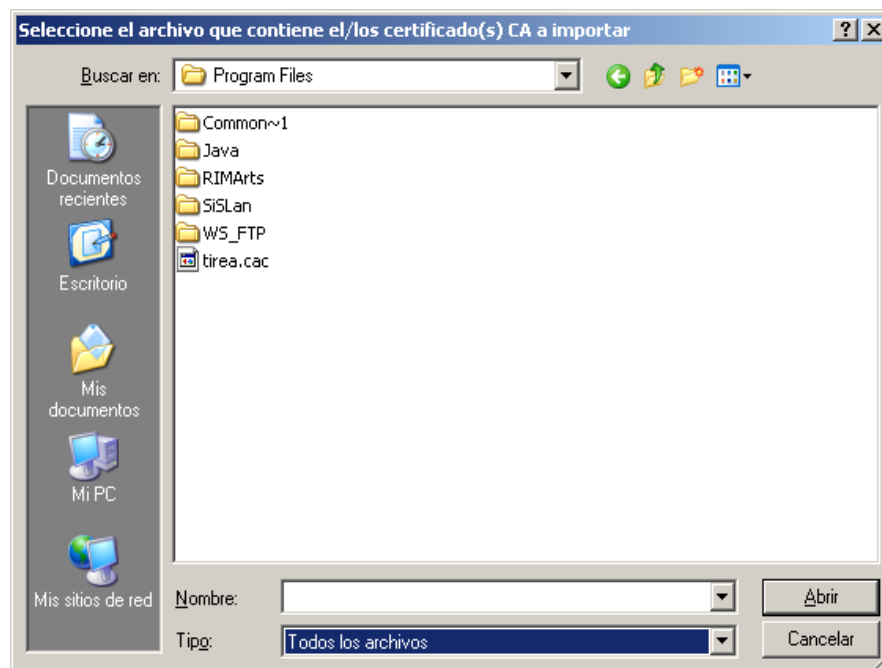 Seleccione el archivo que contiene el/los certificado(s) CA a importar
Buscar en:
Program Files
Documentos
recientes
Escritorio
Mis
documentos
Mi PC
Mis sitios de red
Common~1
Java
RIMArts
SiSLan
WS_FTP
tirea.cac
Nombre:
Abrir
Tipo:
Todos los archivos
Cancelar